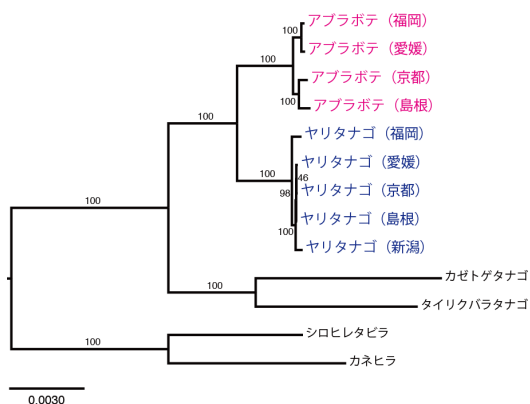 アブラボテ（福岡）
100
アブラボテ（愛媛）
100
アブラボテ（京都）
100
アブラボテ（島根）
100
ヤリタナゴ（福岡）
ヤリタナゴ（愛媛）
100
46
ヤリタナゴ（京都）
98
ヤリタナゴ（島根）
100
100
ヤリタナゴ（新潟）
カゼトゲタナゴ
100
タイリクバラタナゴ
シロヒレタビラ
100
カネヒラ
0.0030